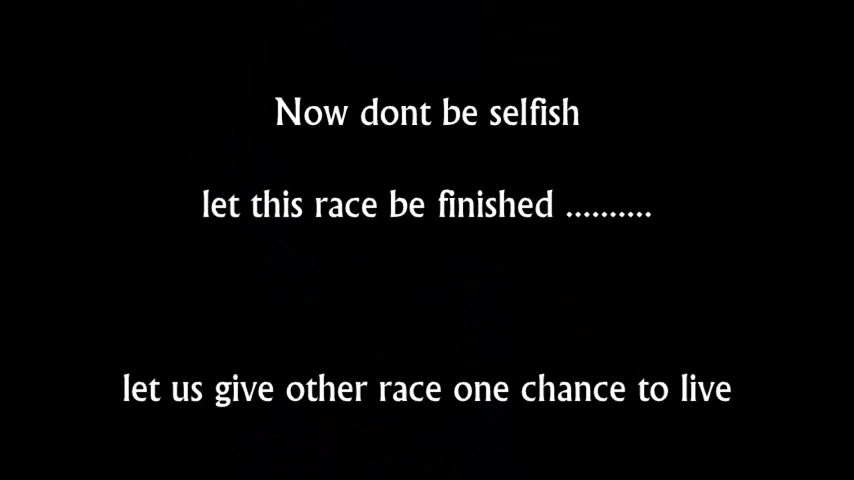 Now dont be selfish
let this race be finished ..........
let us give other race one chance to live